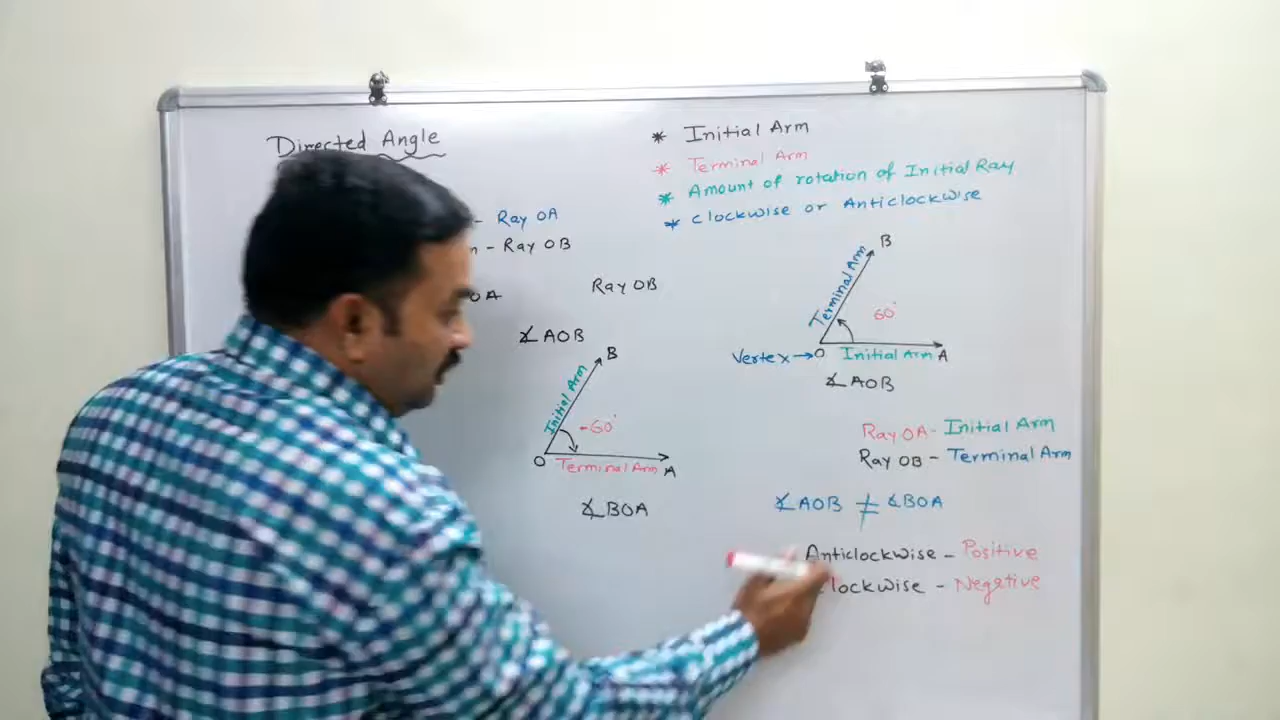 Directed Angle
- Ray OA
- Ray OB
OA
Ray OB
∡AOB
B
Initial Arm
-60°
O
Terminal Arm
A
∡BOA
* Initial Arm
* Terminal Arm
* Amount of rotation of Initial Ray
* Clockwise or Anticlockwise
B
Terminal Arm
60°
Vertex → O
Initial Arm A
∡AOB
Ray OA - Initial Arm
Ray OB - Terminal Arm
∡AOB ≠ ∡BOA
Anticlockwise - Positive
lockwise - Negative